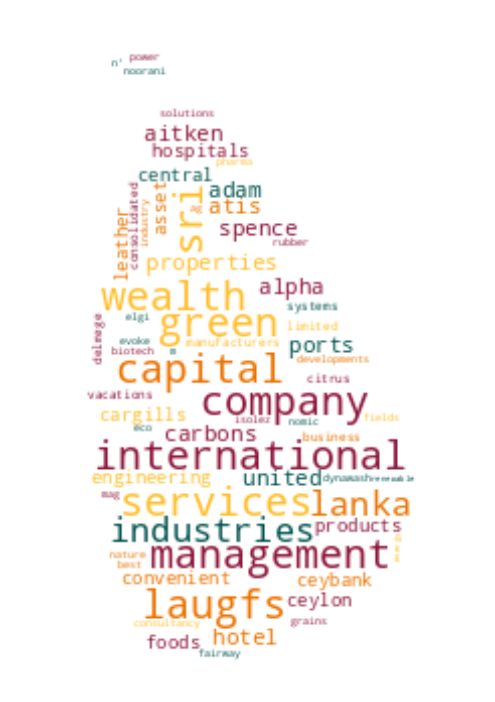 power
n'
noorani
solutions
aitken
hospitals
pharma
central
adam
asset
sri
atis
consolidated
industry
leather
spence
rubber
properties
alpha
wealth
systems
elgi
green
limited
delmege
evoke
manufacturers
ports
biotech
developments
capital
citrus
vacations
company
cargills
isolez
nomic
fields
eco
carbons
business
international
engineering
united
dynawash
renewable
mag
services
lanka
industries
products
nature
management
best
convenient
ceybank
laugfs
ceylon
consultancy
grains
foods
hotel
fairway